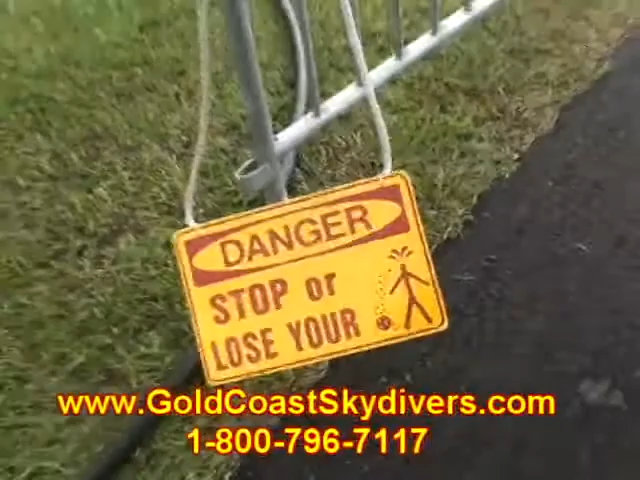 DANGER
STOP or
LOSE YOUR
www.GoldCoastSkydivers.com
1-800-796-7117